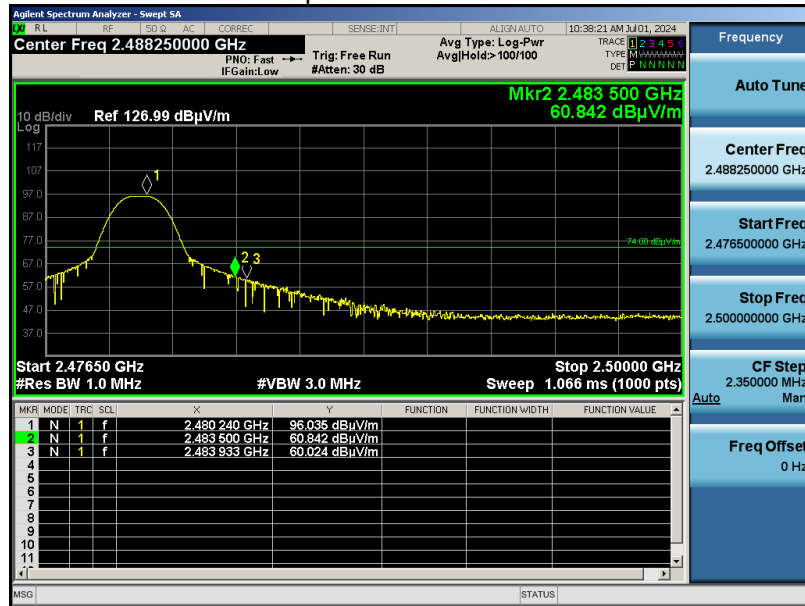 Agilent Spectrum Analyzer - Swept SA
LXI RL RF 50 Ω AC CORREC SENSE:INT ALIGN AUTO 10:38:21 AM Jul 01, 2024
Center Freq 2.488250000 GHz
PNO: Fast
IFGain:Low
Trig: Free Run
#Atten: 30 dB
Avg Type: Log-Pwr
Avg|Hold:>100/100
TRACE 1 2 3 4 5 6
TYPE M
DET P N N N N N
Mkr2 2.483 500 GHz
60.842 dBµV/m
10 dB/div Ref 126.99 dBµV/m
Log
117
107
97.0
87.0
77.0
67.0
57.0
47.0
37.0
1
2 3
74.00 dBµV/m
Start 2.47650 GHz Stop 2.50000 GHz
#Res BW 1.0 MHz #VBW 3.0 MHz Sweep 1.066 ms (1000 pts)
MKR MODE TRC SCL X Y FUNCTION FUNCTION WIDTH FUNCTION VALUE
1 N 1 f 2.480 240 GHz 96.035 dBµV/m
2 N 1 f 2.483 500 GHz 60.842 dBµV/m
3 N 1 f 2.483 933 GHz 60.024 dBµV/m
4
5
6
7
8
9
10
11
MSG STATUS
Frequency
Auto Tune
Center Freq
2.488250000 GHz
Start Freq
2.476500000 GHz
Stop Freq
2.500000000 GHz
CF Step
2.350000 MHz
Auto Man
Freq Offset
0 Hz